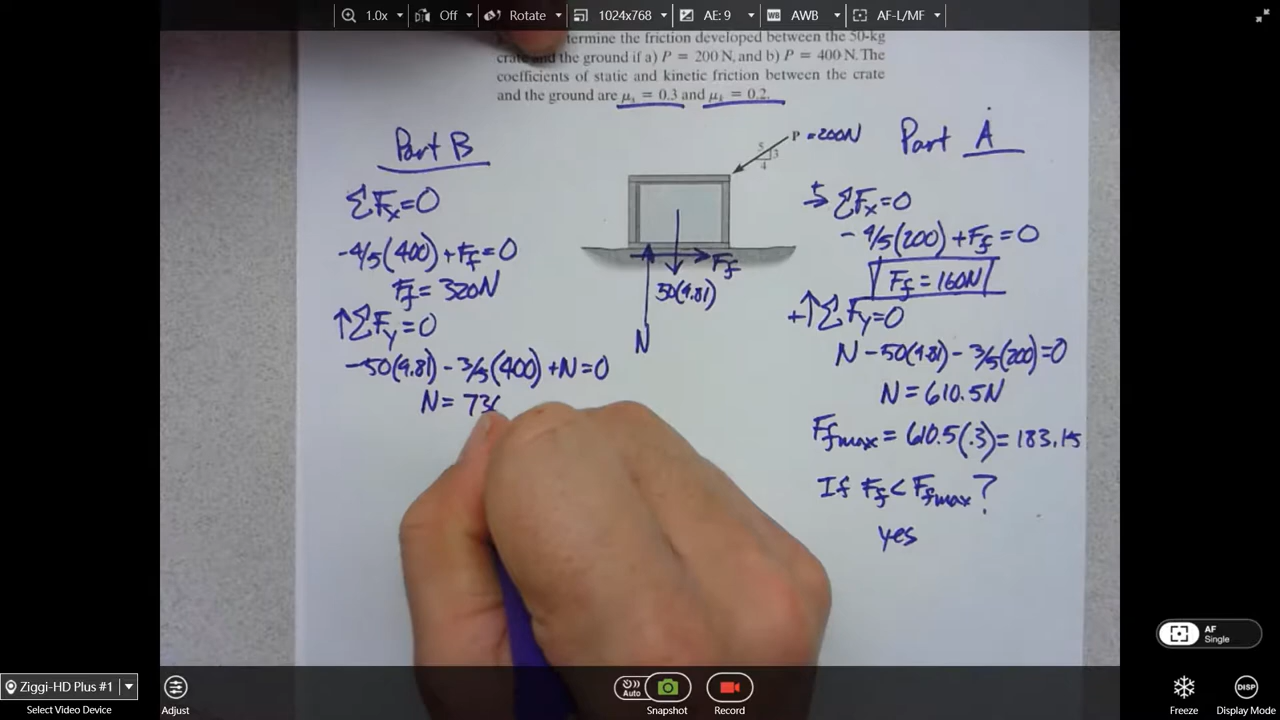 1.0x Off Rotate 1024x768 AE: 9 WB AWB AF-L/MF
termine the friction developed between the 50-kg
crate and the ground if a) P = 200 N, and b) P = 400 N. The
coefficients of static and kinetic friction between the crate
and the ground are μs = 0.3 and μk = 0.2.
Part B
ΣFx=0
-4/5(400)+Ff=0
Ff= 320N
↑ΣFy=0
-50(9.81) - 3/5(400)+N=0
N= 73
P =200N
5
3
4
Ff
50(9.81)
N
Part A
+→ ΣFx=0
-4/5(200)+Ff=0
Ff=160N
+↑ΣFy=0
N-50(9.81)-3/5(200)=0
N=610.5N
Ffmax=610.5(.3)=183.15
If Ff<Ffmax?
yes
AF
Single
Ziggi-HD Plus #1
Select Video Device
Adjust
Auto
Snapshot
Record
Freeze
DISP
Display Mode